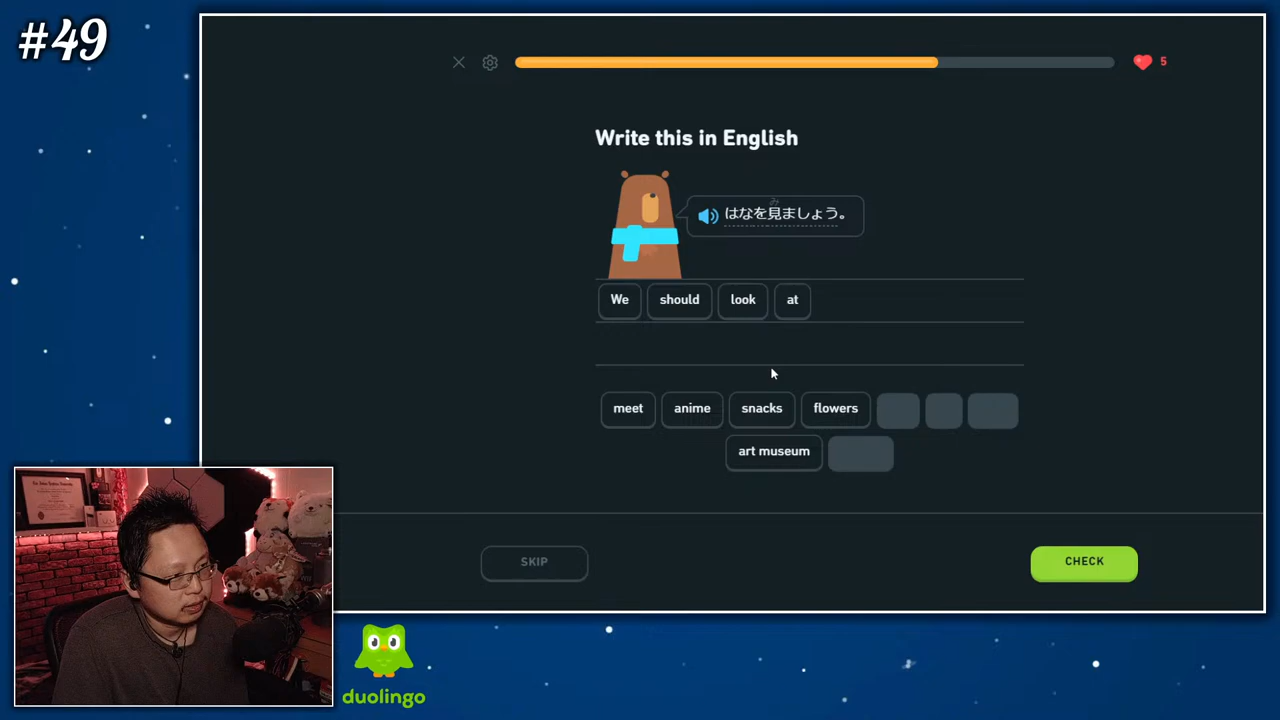 #49
5
Write this in English
み
はなを見ましょう。
We should look at
meet anime snacks flowers
art museum
SKIP
CHECK
duolingo